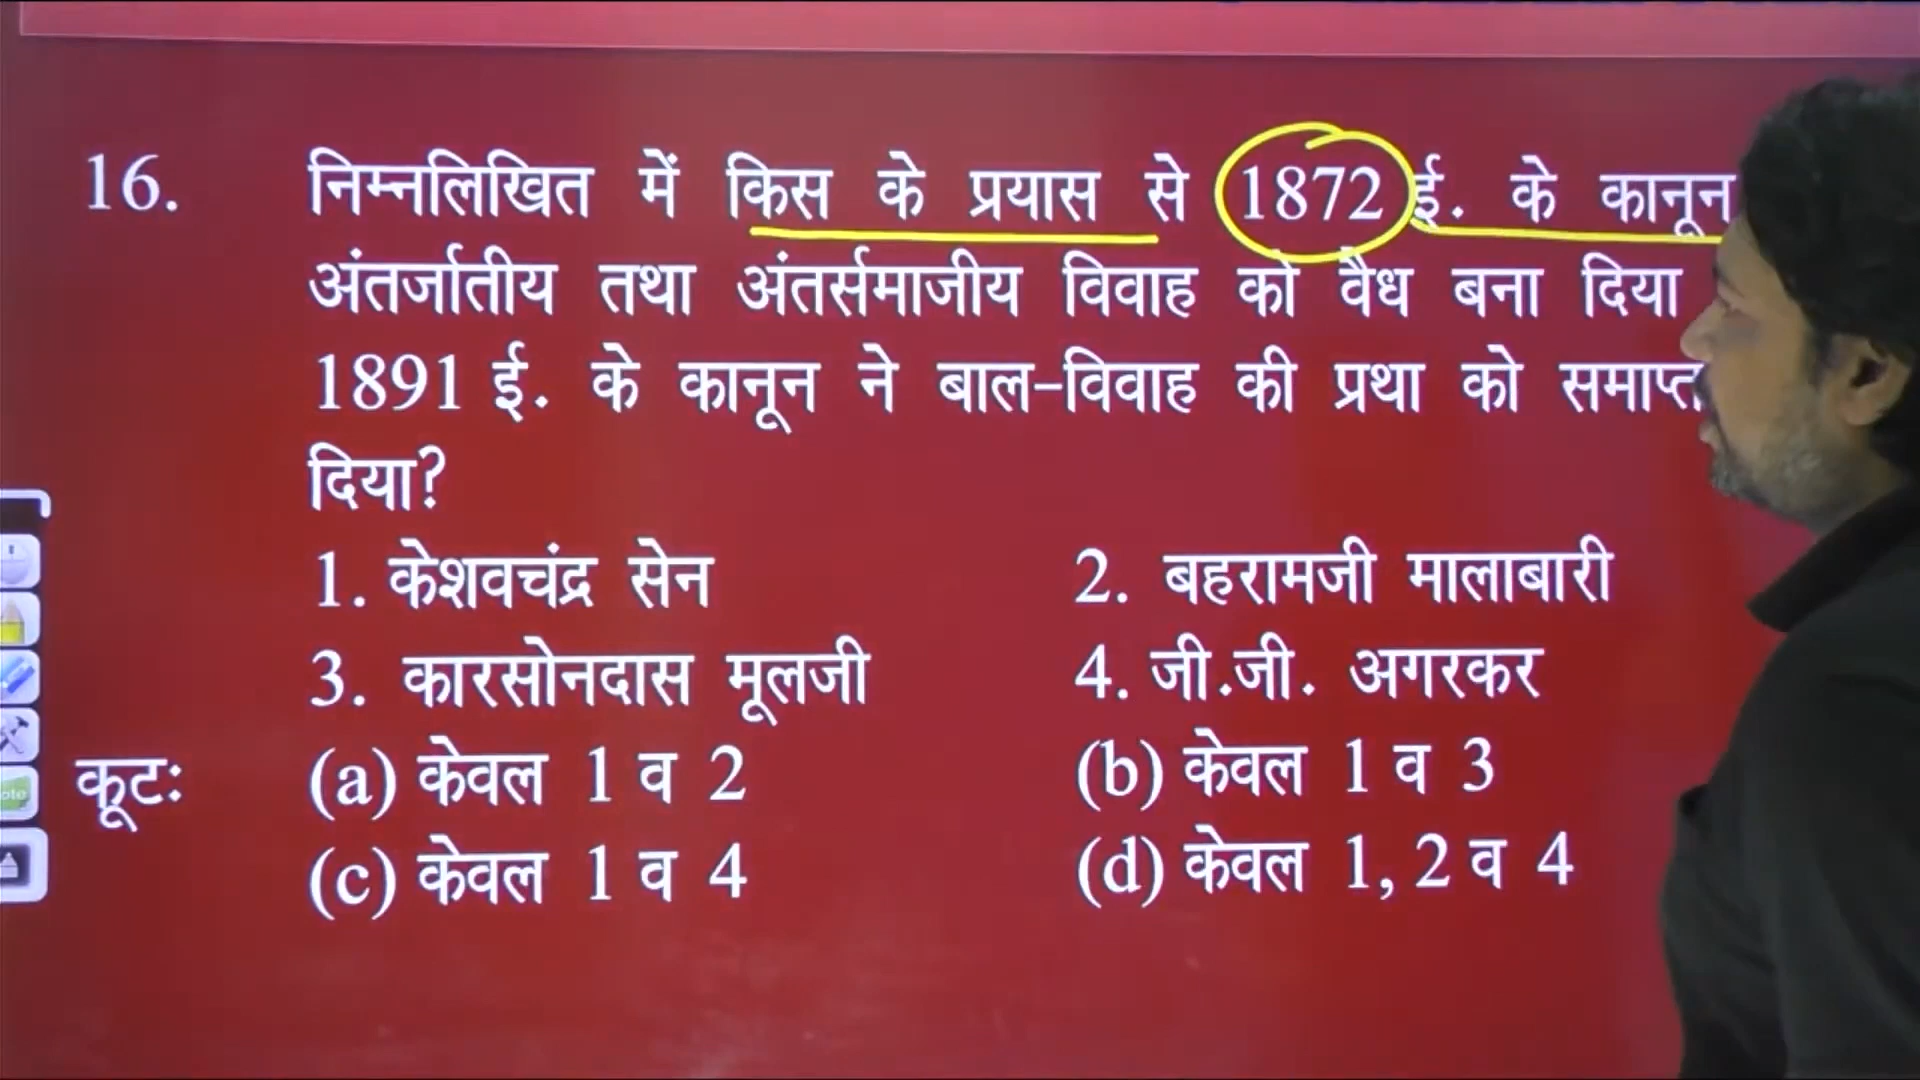 16. निम्नलिखित में किस के प्रयास से 1872 ई. के कानून
अंतर्जातीय तथा अंतर्समाजीय विवाह को वैध बना दिया
1891 ई. के कानून ने बाल-विवाह की प्रथा को समाप्त
दिया?
1. केशवचंद्र सेन 2. बहरामजी मालाबारी
3. कारसोनदास मूलजी 4. जी.जी. अगरकर
कूटः (a) केवल 1 व 2 (b) केवल 1 व 3
(c) केवल 1 व 4 (d) केवल 1, 2 व 4